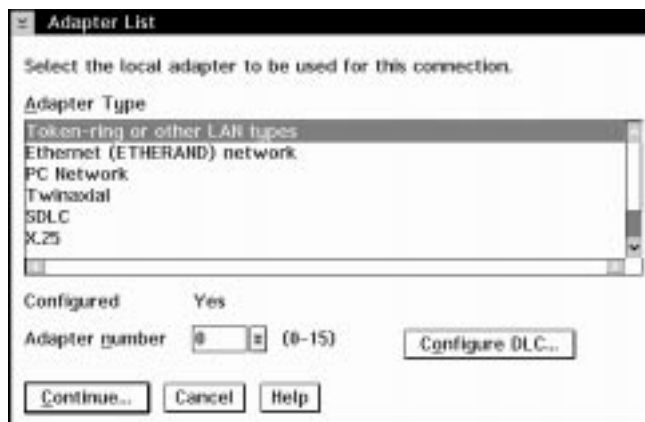 Adapter List
Select the local adapter to be used for this connection.
Adapter Type
Token-ring or other LAN types
Ethernet (ETHERAND) network
PC Network
Twinaxial
SDLC
X.25
Configured Yes
Adapter number 0 (0-15) Configure DLC...
Continue... Cancel Help